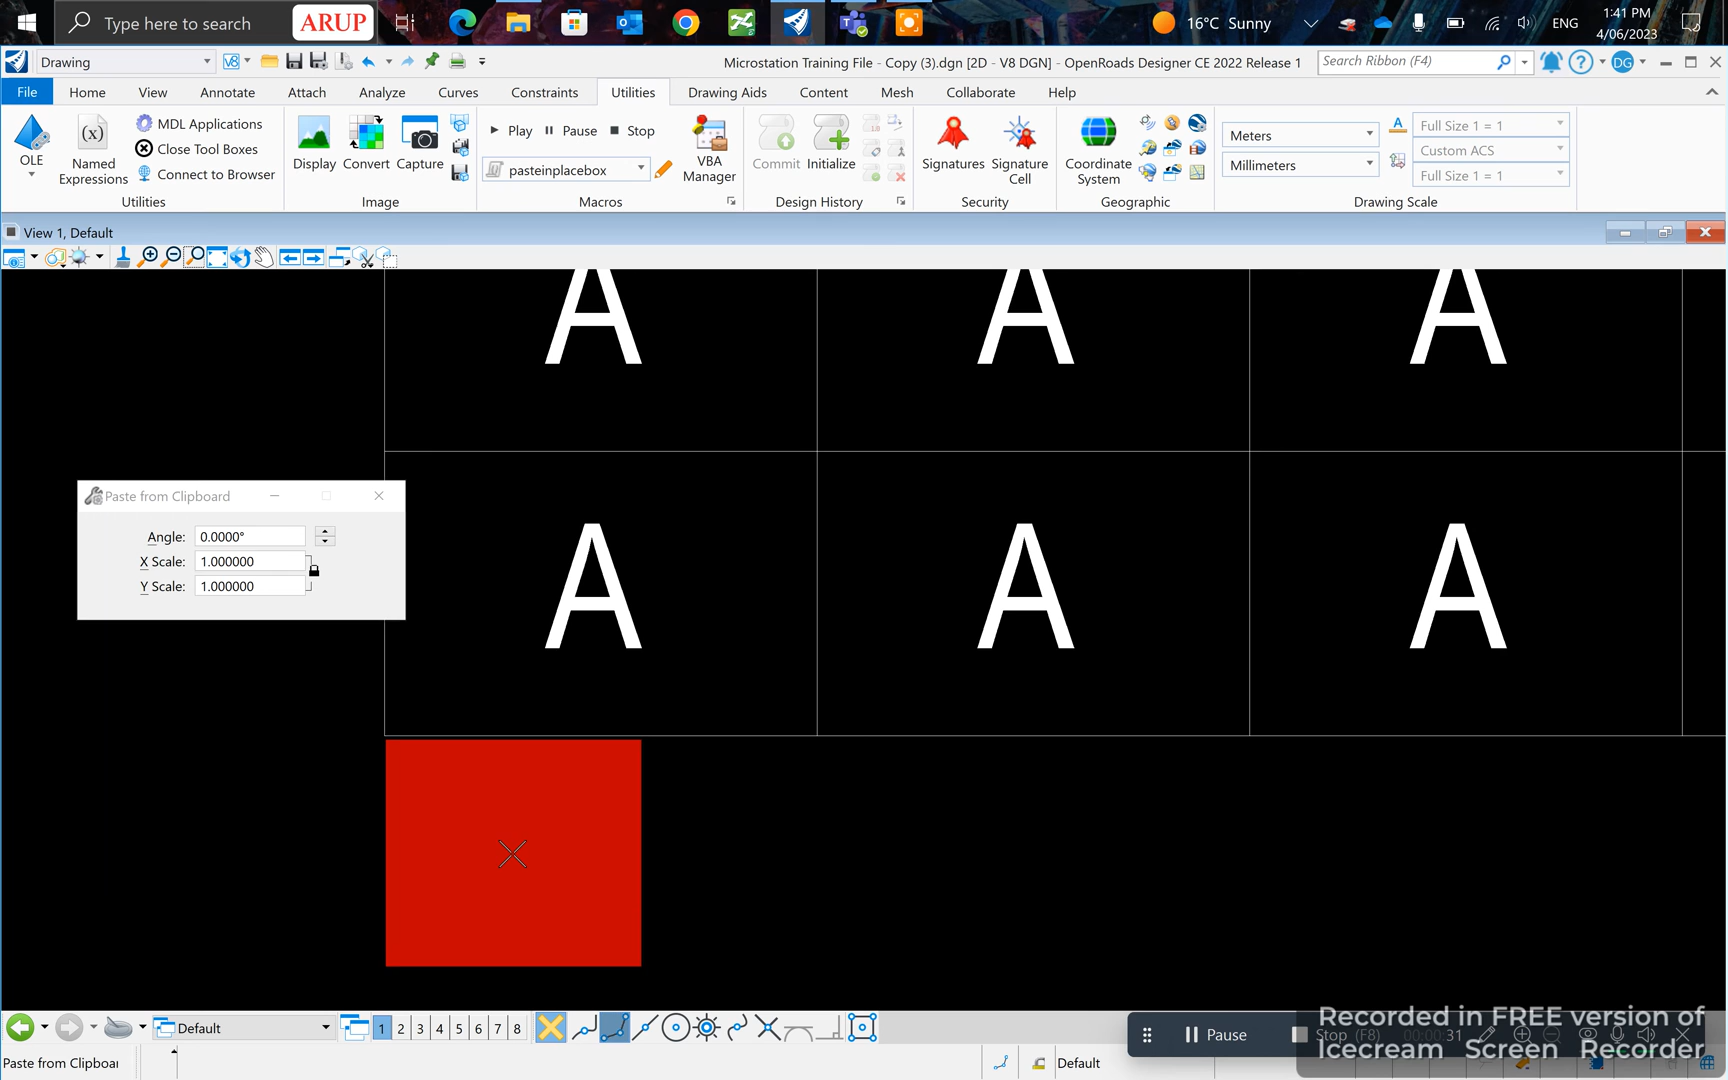 Type here to search
ARUP
16°C Sunny
ENG
1:41 PM
4/06/2023
Drawing
V8
Microstation Training File - Copy (3).dgn [2D - V8 DGN] - OpenRoads Designer CE 2022 Release 1
Search Ribbon (F4)
DG
File
Home
View
Annotate
Attach
Analyze
Curves
Constraints
Utilities
Drawing Aids
Content
Mesh
Collaborate
Help
OLE
(x)
Named
Expressions
MDL Applications
Close Tool Boxes
Connect to Browser
Utilities
Display
Convert
Capture
Image
Play
Pause
Stop
pasteinplacebox
VBA
Manager
Macros
Commit
Initialize
Design History
Signatures
Signature
Cell
Security
Coordinate
System
Geographic
Meters
Millimeters
A
Full Size 1 = 1
Custom ACS
Full Size 1 = 1
Drawing Scale
View 1, Default
A
A
A
A
A
A
Paste from Clipboard
Angle: 0.0000°
X Scale: 1.000000
Y Scale: 1.000000
Default
1 2 3 4 5 6 7 8
Pause
Stop (F8)
00:00:31
Recorded in FREE version of
Icecream Screen Recorder
Paste from Clipboar
Default